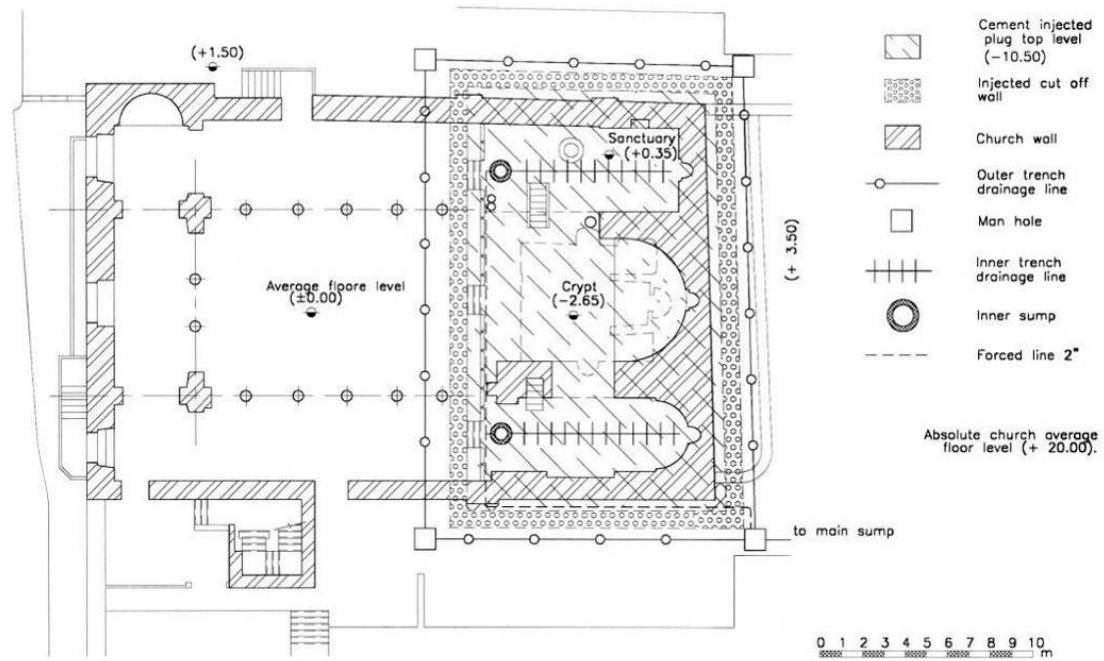 (+1.50)
Sanctuary
(+0.35)
Average floore level
(±0.00)
Crypt
(-2.65)
(+ 3.50)
to main sump
Cement injected
plug top level
(-10.50)
Injected cut off
wall
Church wall
Outer trench
drainage line
Man hole
Inner trench
drainage line
Inner sump
Forced line 2"
Absolute church average
floor level (+ 20.00).
0 1 2 3 4 5 6 7 8 9 10
m